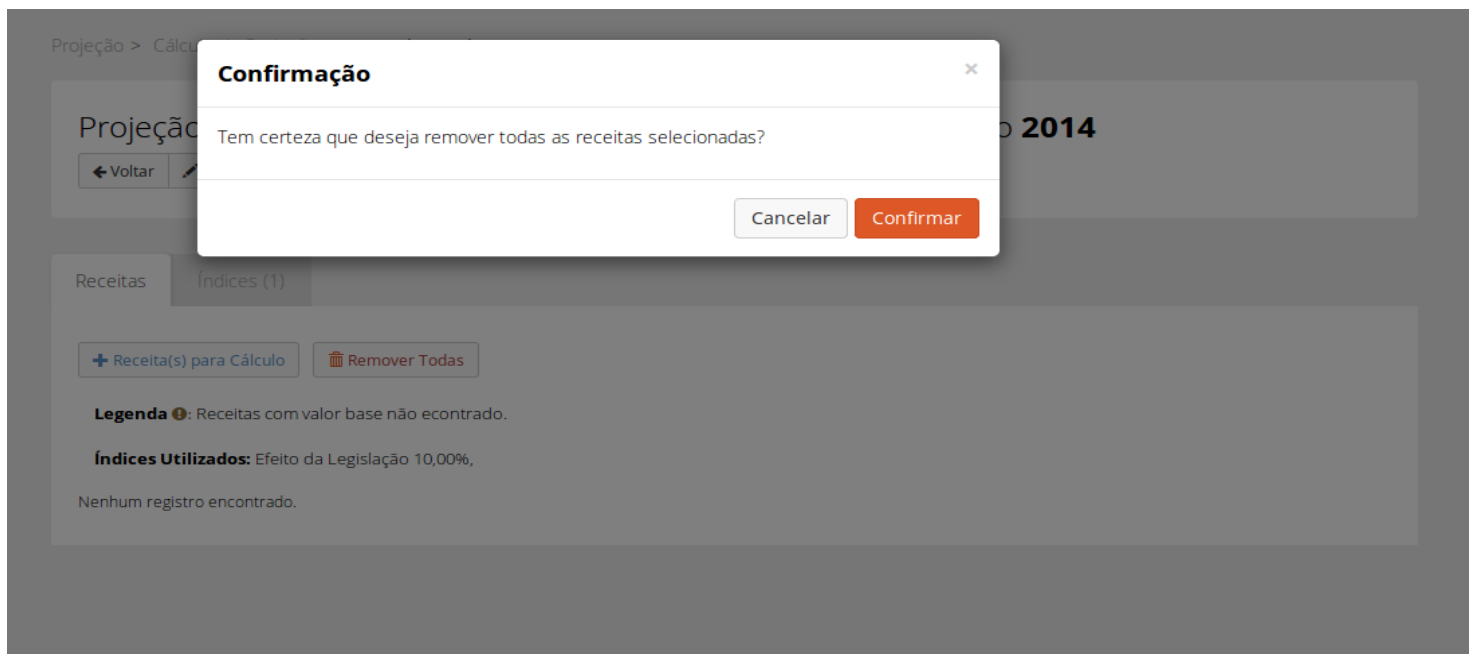 Projeção > Cálcu
Confirmação ×
Projeção
Tem certeza que deseja remover todas as receitas selecionadas?
o 2014
Voltar
Cancelar Confirmar
Receitas Índices (1)
Receita(s) para Cálculo Remover Todas
Legenda : Receitas com valor base não econtrado.
Índices Utilizados: Efeito da Legislação 10,00%,
Nenhum registro encontrado.